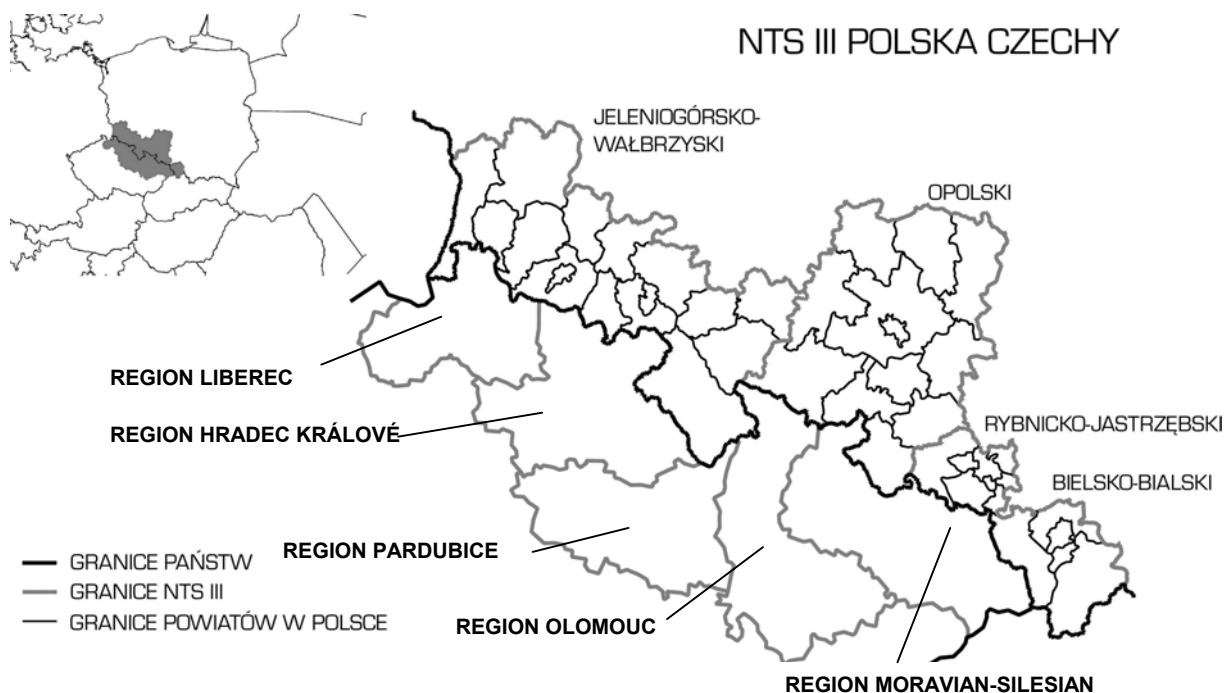 NTS III POLSKA CZECHY
JELENIOGÓRSKO-
WAŁBRZYSKI
OPOLSKI
REGION LIBEREC
REGION HRADEC KRÁLOVÉ
RYBNICKO-JASTRZĘBSKI
BIELSKO-BIALSKI
REGION PARDUBICE
GRANICE PAŃSTW
GRANICE NTS III
GRANICE POWIATÓW W POLSCE
REGION OLOMOUC
REGION MORAVIAN-SILESIAN